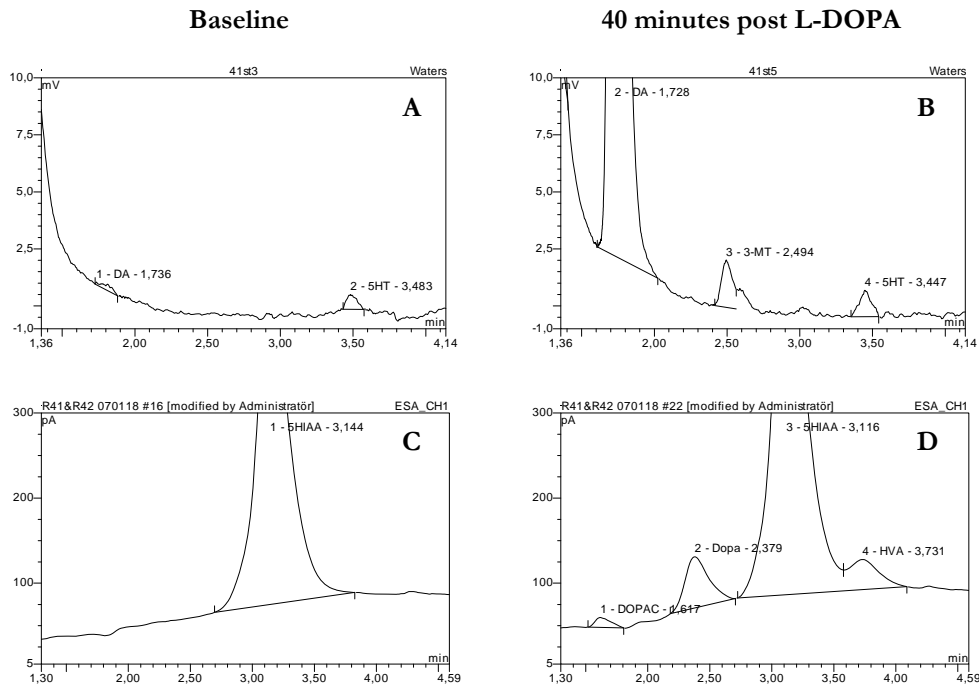 Baseline
40 minutes post L-DOPA
41st3 Waters
mV
A
10,0
7,5
5,0
2,5
-1,0
1 - DA - 1,736
2 - 5HT - 3,483
min
1,36 2,00 2,50 3,00 3,50 4,14
41st5 Waters
mV
B
10,0
7,5
5,0
2,5
-1,0
2 - DA - 1,728
3 - 3-MT - 2,494
4 - 5HT - 3,447
min
1,36 2,00 2,50 3,00 3,50 4,14
R41&R42 070118 #16 [modified by Administratör] ESA_CH1
pA
C
300
200
100
5
1 - 5HIAA - 3,144
min
1,30 2,00 2,50 3,00 3,50 4,00 4,59
R41&R42 070118 #22 [modified by Administratör] ESA_CH1
pA
D
300
200
100
5
3 - 5HIAA - 3,116
2 - Dopa - 2,379
4 - HVA - 3,731
1 - DOPAC - 1,617
min
1,30 2,00 2,50 3,00 3,50 4,00 4,59